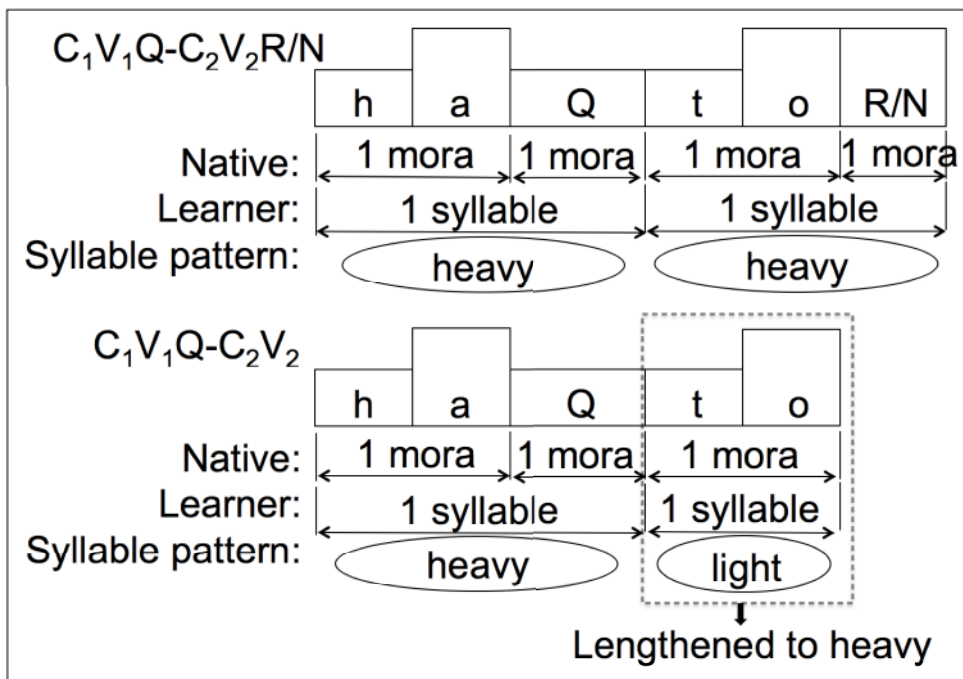 C₁V₁Q-C₂V₂R/N
h a Q t o R/N
Native: 1 mora 1 mora 1 mora 1 mora
Learner: 1 syllable 1 syllable
Syllable pattern: heavy heavy
C₁V₁Q-C₂V₂
h a Q t o
Native: 1 mora 1 mora 1 mora
Learner: 1 syllable 1 syllable
Syllable pattern: heavy light
Lengthened to heavy